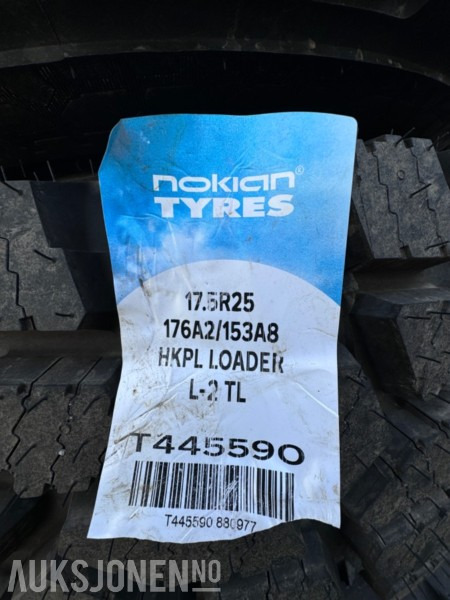 nokian®
TYRES
17.5R25
176A2/153A8
HKPL LOADER
L-2 TL
T445590
T445590 880977
AUKSJONEN.NO